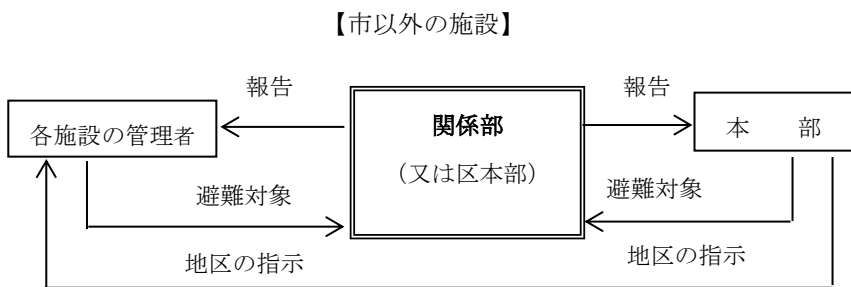 【市以外の施設】
報告
報告
各施設の管理者
関係部
(又は区本部)
本　　部
避難対象
避難対象
地区の指示
地区の指示